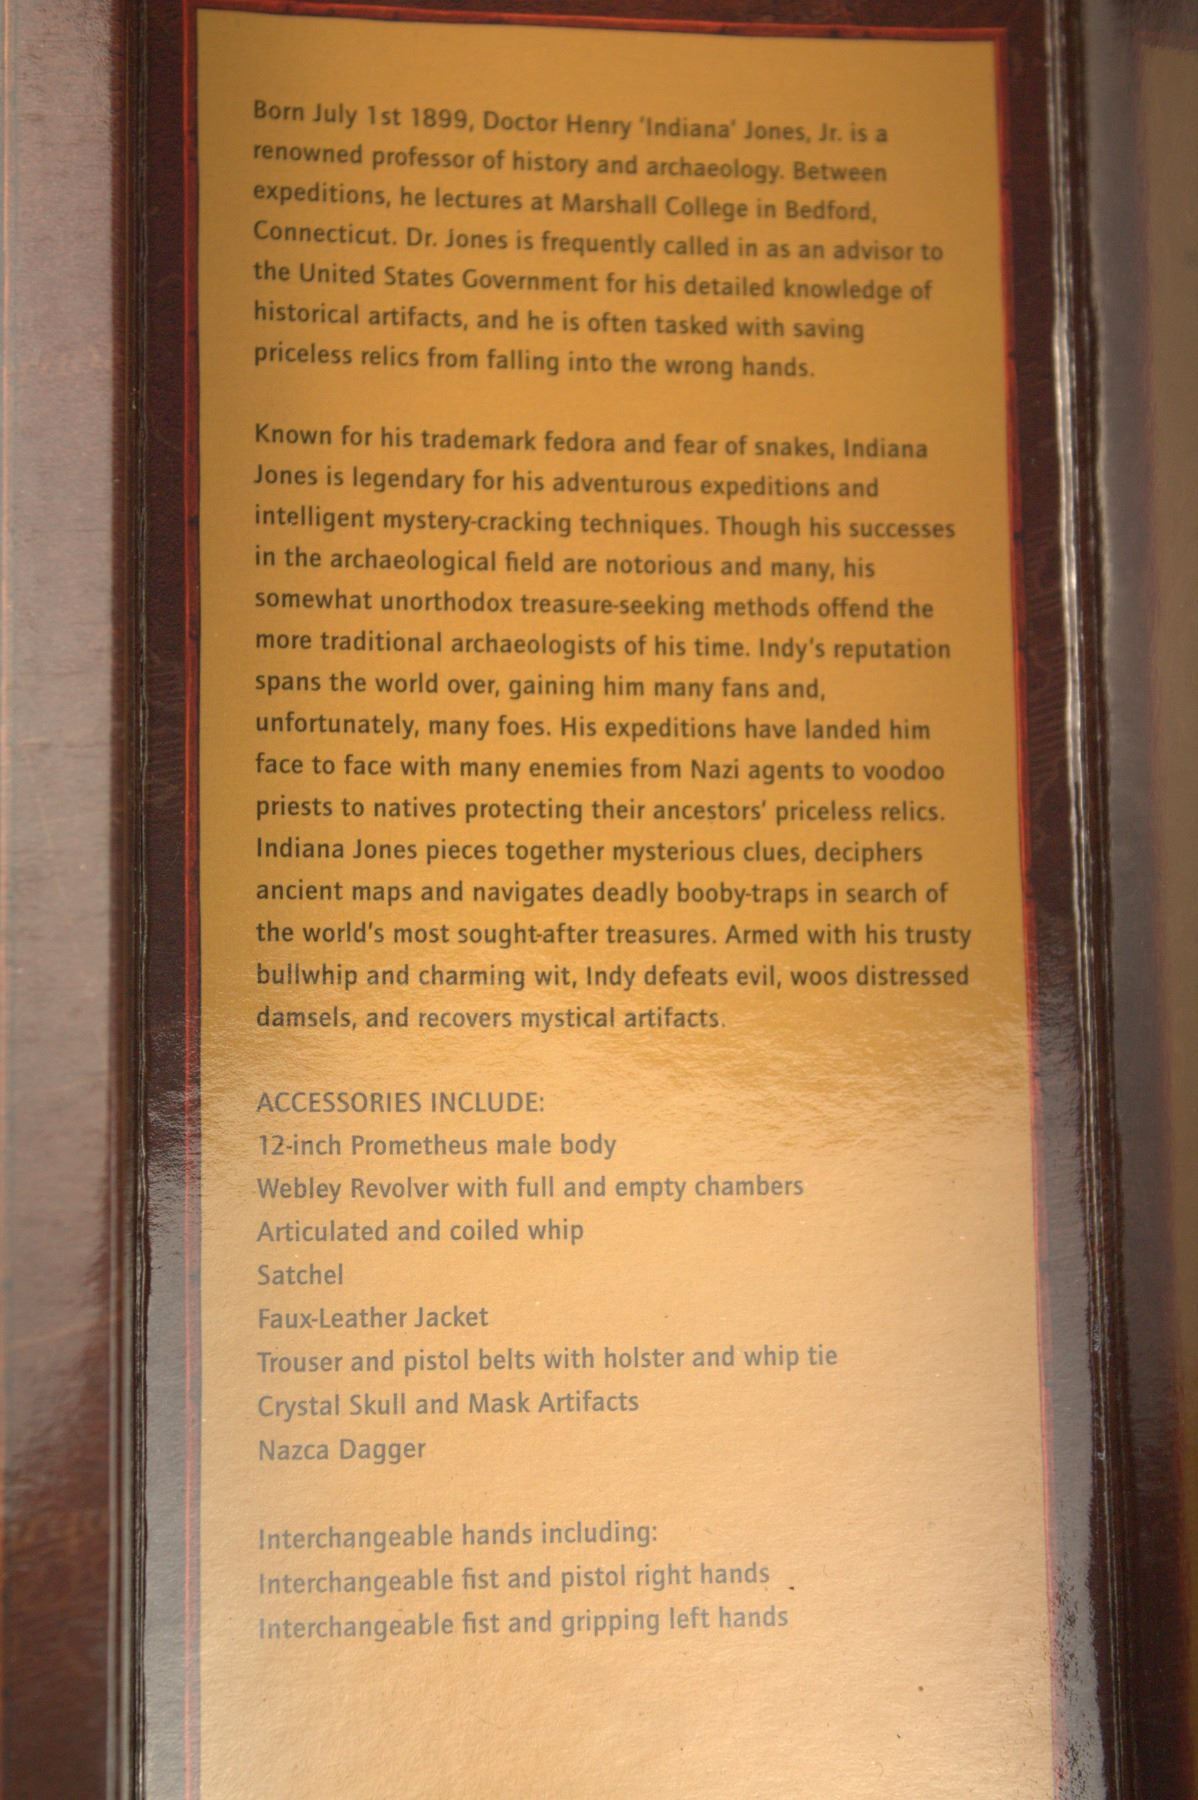 Born July 1st 1899, Doctor Henry 'Indiana' Jones, Jr. is a
renowned professor of history and archaeology. Between
expeditions, he lectures at Marshall College in Bedford,
Connecticut. Dr. Jones is frequently called in as an advisor to
the United States Government for his detailed knowledge of
historical artifacts, and he is often tasked with saving
priceless relics from falling into the wrong hands.
Known for his trademark fedora and fear of snakes, Indiana
Jones is legendary for his adventurous expeditions and
intelligent mystery-cracking techniques. Though his successes
in the archaeological field are notorious and many, his
somewhat unorthodox treasure-seeking methods offend the
more traditional archaeologists of his time. Indy's reputation
spans the world over, gaining him many fans and,
unfortunately, many foes. His expeditions have landed him
face to face with many enemies from Nazi agents to voodoo
priests to natives protecting their ancestors' priceless relics.
Indiana Jones pieces together mysterious clues, deciphers
ancient maps and navigates deadly booby-traps in search of
the world's most sought-after treasures. Armed with his trusty
bullwhip and charming wit, Indy defeats evil, woos distressed
damsels, and recovers mystical artifacts.
ACCESSORIES INCLUDE:
12-inch Prometheus male body
Webley Revolver with full and empty chambers
Articulated and coiled whip
Satchel
Faux-Leather Jacket
Trouser and pistol belts with holster and whip tie
Crystal Skull and Mask Artifacts
Nazca Dagger
Interchangeable hands including:
Interchangeable fist and pistol right hands
Interchangeable fist and gripping left hands